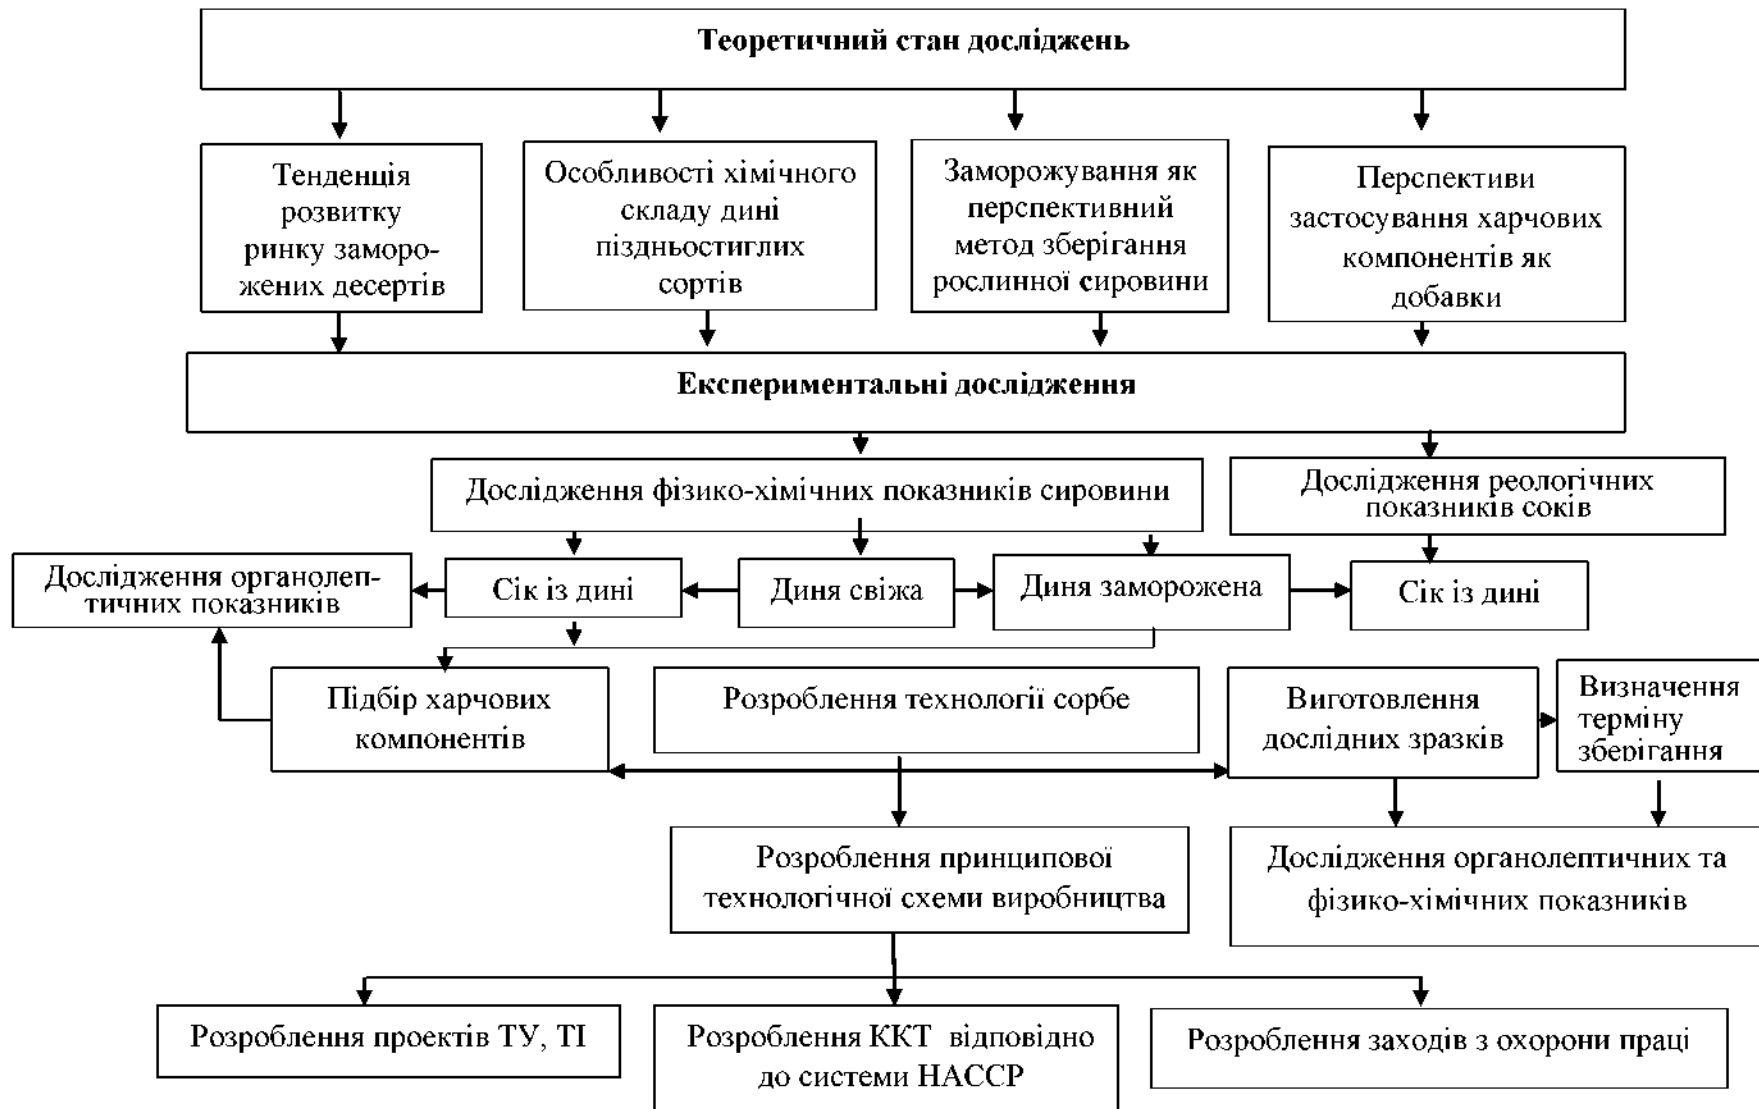 Теоретичний стан досліджень
Тенденція
розвитку
ринку заморо-
жених десертів
Особливості хімічного
складу дині
піздньостиглих
сортів
Заморожування як
перспективний
метод зберігання
рослинної сировини
Перспективи
застосування харчових
компонентів як
добавки
Експериментальні дослідження
Дослідження фізико-хімічних показників сировини
Дослідження реологічних
показників соків
Дослідження органолеп-
тичних показників
Сік із дині
Диня свіжа
Диня заморожена
Сік із дині
Підбір харчових
компонентів
Розроблення технології сорбе
Виготовлення
дослідних зразків
Визначення
терміну
зберігання
Розроблення принципової
технологічної схеми виробництва
Дослідження органолептичних та
фізико-хімічних показників
Розроблення проектів ТУ, ТІ
Розроблення ККТ відповідно
до системи НАССР
Розроблення заходів з охорони праці